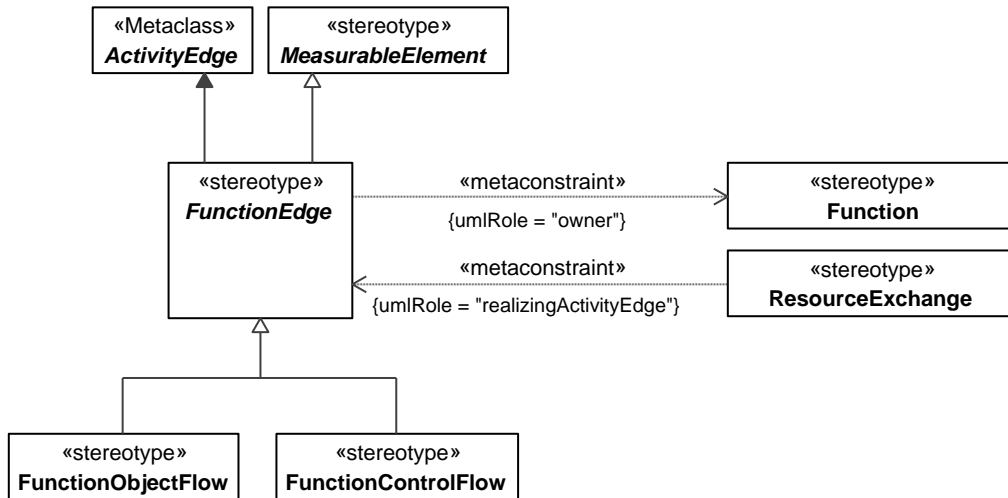 «Metaclass»
ActivityEdge
«stereotype»
MeasurableElement
«stereotype»
FunctionEdge
«metaconstraint»
{umlRole = "owner"}
«stereotype»
Function
«metaconstraint»
{umlRole = "realizingActivityEdge"}
«stereotype»
ResourceExchange
«stereotype»
FunctionObjectFlow
«stereotype»
FunctionControlFlow